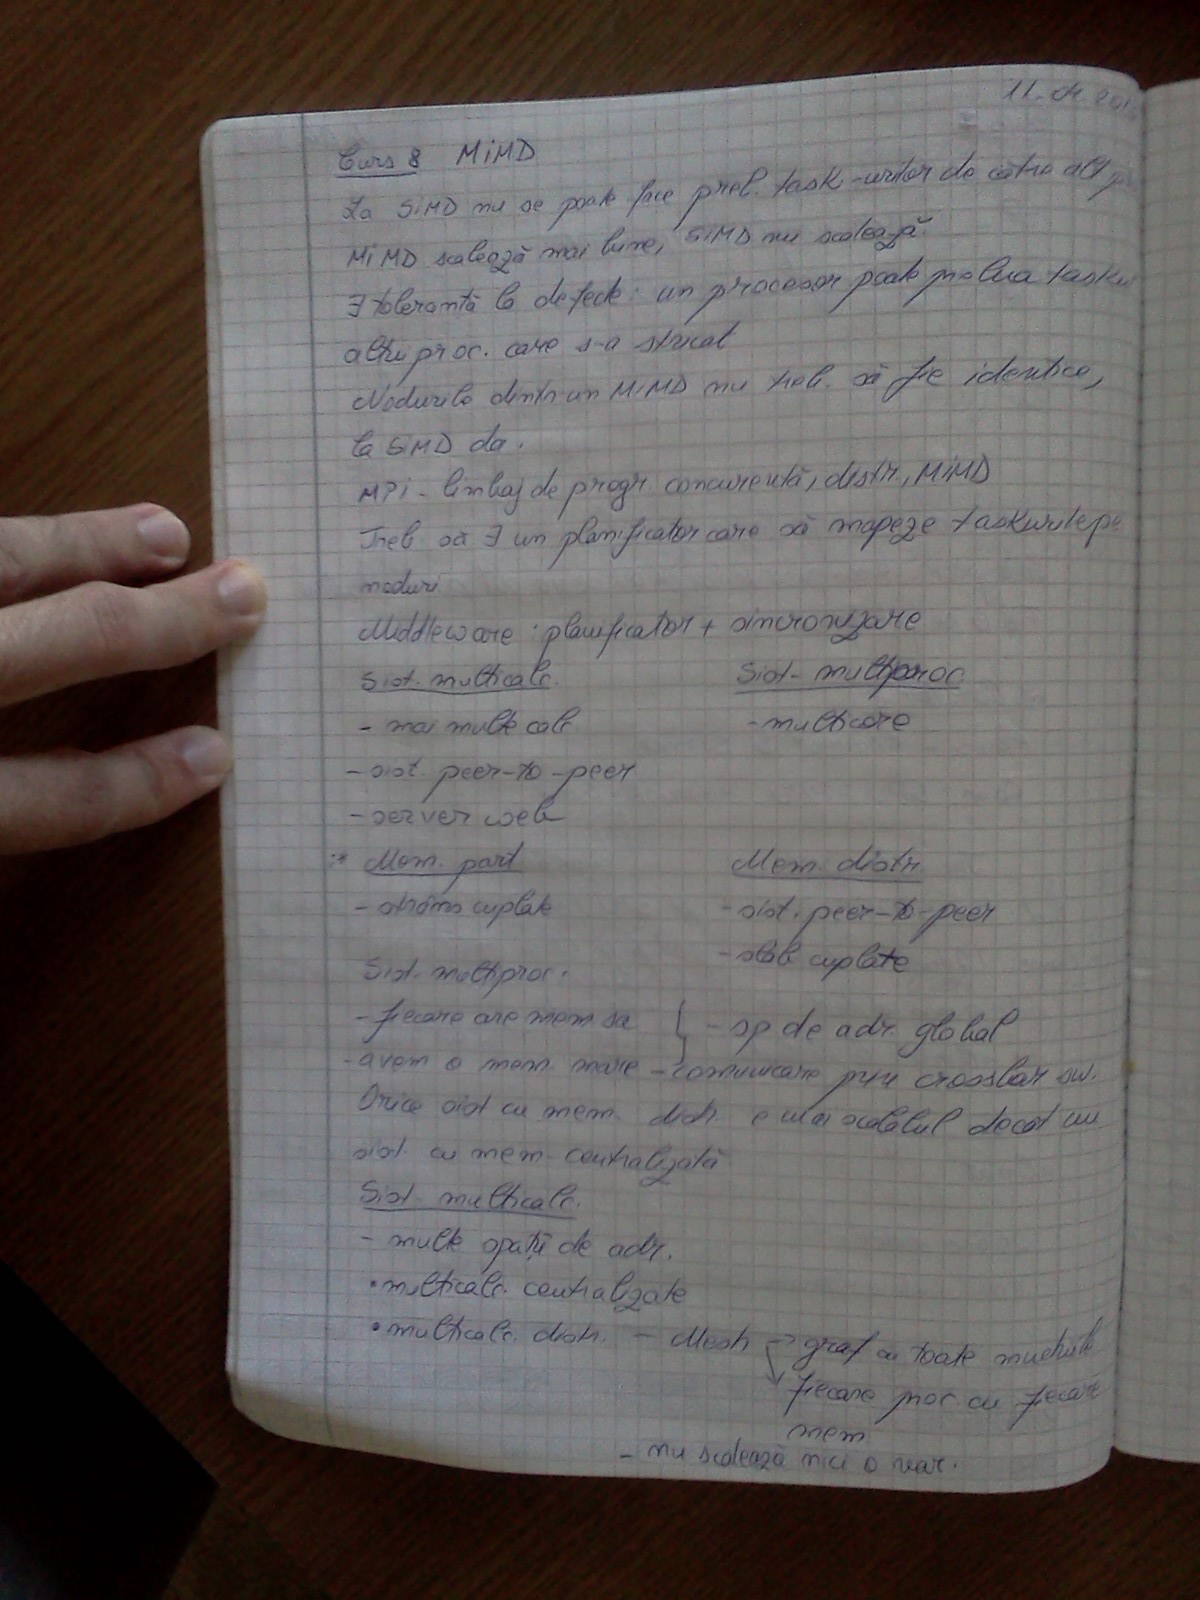 11. 201
Curs 8 MiMD
La SiMD nu se poate face prel. task-urilor de către alt
MiMD scalează mai bine, SiMD nu scalează.
∃ toleranță la defecte: un procesor poate prelua tasku
altui proc. care s-a stricat
Nodurile dintr-un MiMD nu treb. să fie identice,
la SiMD da.
MPi - limbaj de progr. concurentă, distr., MiMD
Treb. să ∃ un planificator care să mapeze taskurile pe
noduri
Middleware: planificator + sincronizare
Sist. multicalc. Sist. multiproc.
- mai multe calc - multicore
- sist. peer-to-peer
- server web
Mem. part Mem. distr
- strâns cuplate - sist. peer-to-peer
- slab cuplate
Sist. multiproc.
- fiecare are mem sa } - sp de adr. global
- avem o mem. mare - comunicare prin crossbar sw.
Orice sist cu mem. distr. e mai scalabil decât un
sist. cu mem centralizată
Sist. multicalc.
- multe spații de adr.
• multicalc. centralizate
• multicalc. distr. - Mesh → graf cu toate muchiile
↘ fiecare proc cu fiecare
mem
- nu scalează nici o var.